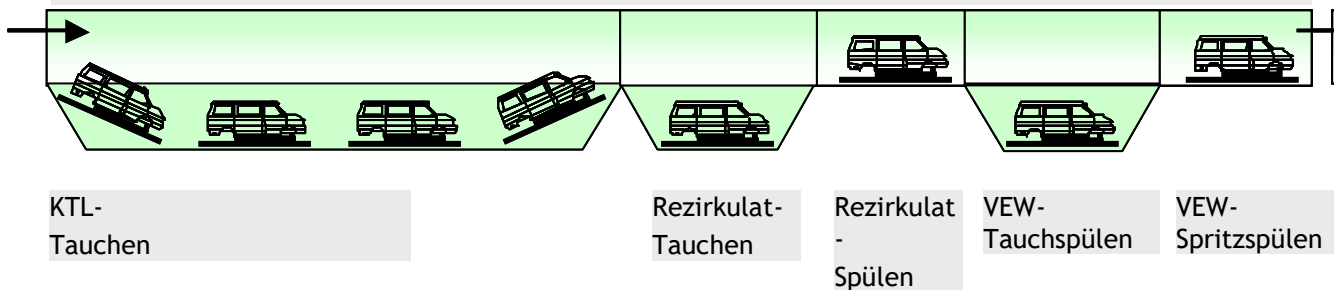 KTL-
Tauchen
Rezirkulat-
Tauchen
Rezirkulat
-
Spülen
VEW-
Tauchspülen
VEW-
Spritzspülen